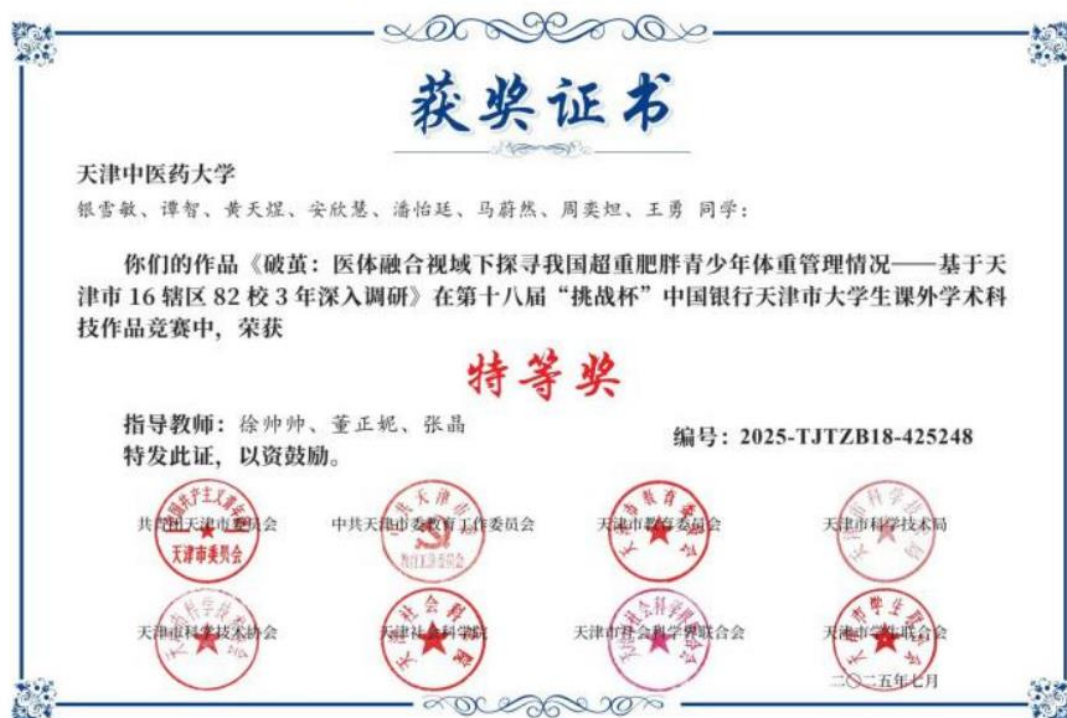 获奖证书
天津中医药大学
银雪敏、谭智、黄天煜、安欣慧、潘怡廷、马蔚然、周奕坦、王勇 同学：
你们的作品《破茧：医体融合视域下探寻我国超重肥胖青少年体重管理情况——基于天
津市 16 辖区 82 校 3 年深入调研》在第十八届“挑战杯”中国银行天津市大学生课外学术科
技作品竞赛中，荣获
特等奖
指导教师：徐帅帅、董正妮、张晶
编号：2025-TJTZB18-425248
特发此证，以资鼓励。
共青团天津市委员会
天津市委员会
中共天津市委教育工作委员会
天津市教育委员会
天津市科学技术局
天津市科学技术协会
天津社会科学院
天津市社会科学界联合会
天津市学生联合会
二〇二五年七月